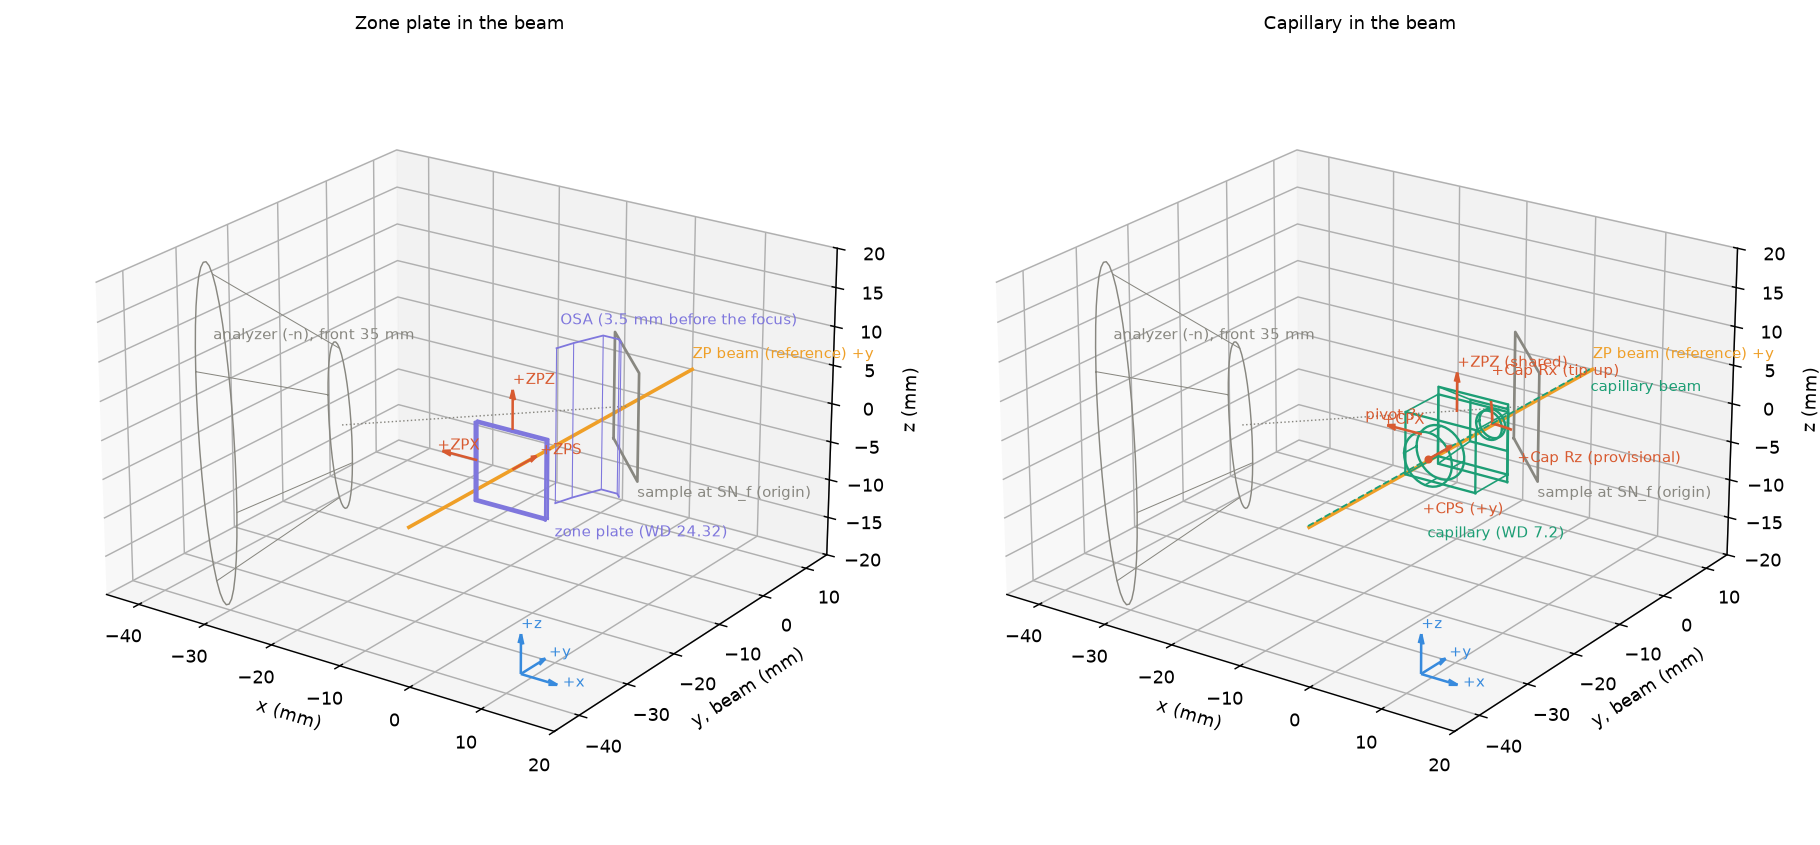 Zone plate in the beam
OSA (3.5 mm before the focus)
analyzer (-n), front 35 mm
ZP beam (reference) +y
+ZPZ
+ZPX
+ZPS
sample at SN_f (origin)
zone plate (WD 24.32)
+z
+y
+x
20
15
10
5
0
−5
−10
−15
−20
z (mm)
−40
−30
−20
−10
0
10
20
x (mm)
−40
−30
−20
−10
0
10
y, beam (mm)
Capillary in the beam
analyzer (-n), front 35 mm
ZP beam (reference) +y
+ZPZ (shared)
+Cap Rx (tip up)
capillary beam
pivot
+CPX
+Cap Rz (provisional)
sample at SN_f (origin)
+CPS (+y)
capillary (WD 7.2)
+z
+y
+x
20
15
10
5
0
−5
−10
−15
−20
z (mm)
−40
−30
−20
−10
0
10
20
x (mm)
−40
−30
−20
−10
0
10
y, beam (mm)